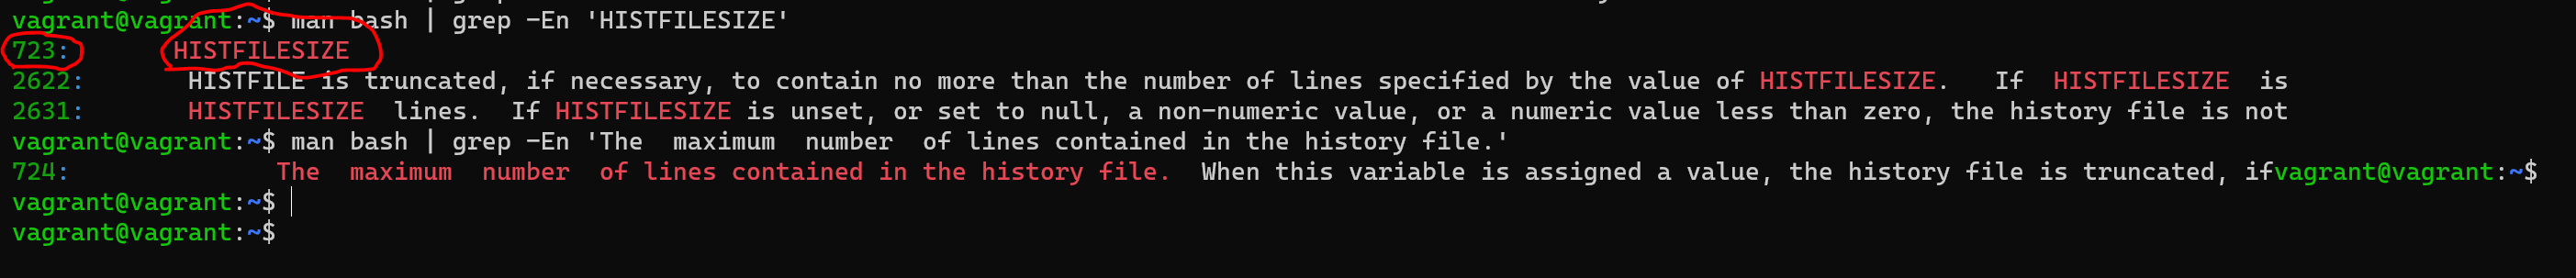 vagrant@vagrant:~$ man bash | grep -En 'HISTFILESIZE'
723:       HISTFILESIZE
2622:       HISTFILE is truncated, if necessary, to contain no more than the number of lines specified by the value of HISTFILESIZE.   If  HISTFILESIZE  is
2631:       HISTFILESIZE  lines.  If HISTFILESIZE is unset, or set to null, a non-numeric value, or a numeric value less than zero, the history file is not
vagrant@vagrant:~$ man bash | grep -En 'The  maximum  number  of lines contained in the history file.'
724:              The  maximum  number  of lines contained in the history file.  When this variable is assigned a value, the history file is truncated, ifvagrant@vagrant:~$
vagrant@vagrant:~$
vagrant@vagrant:~$